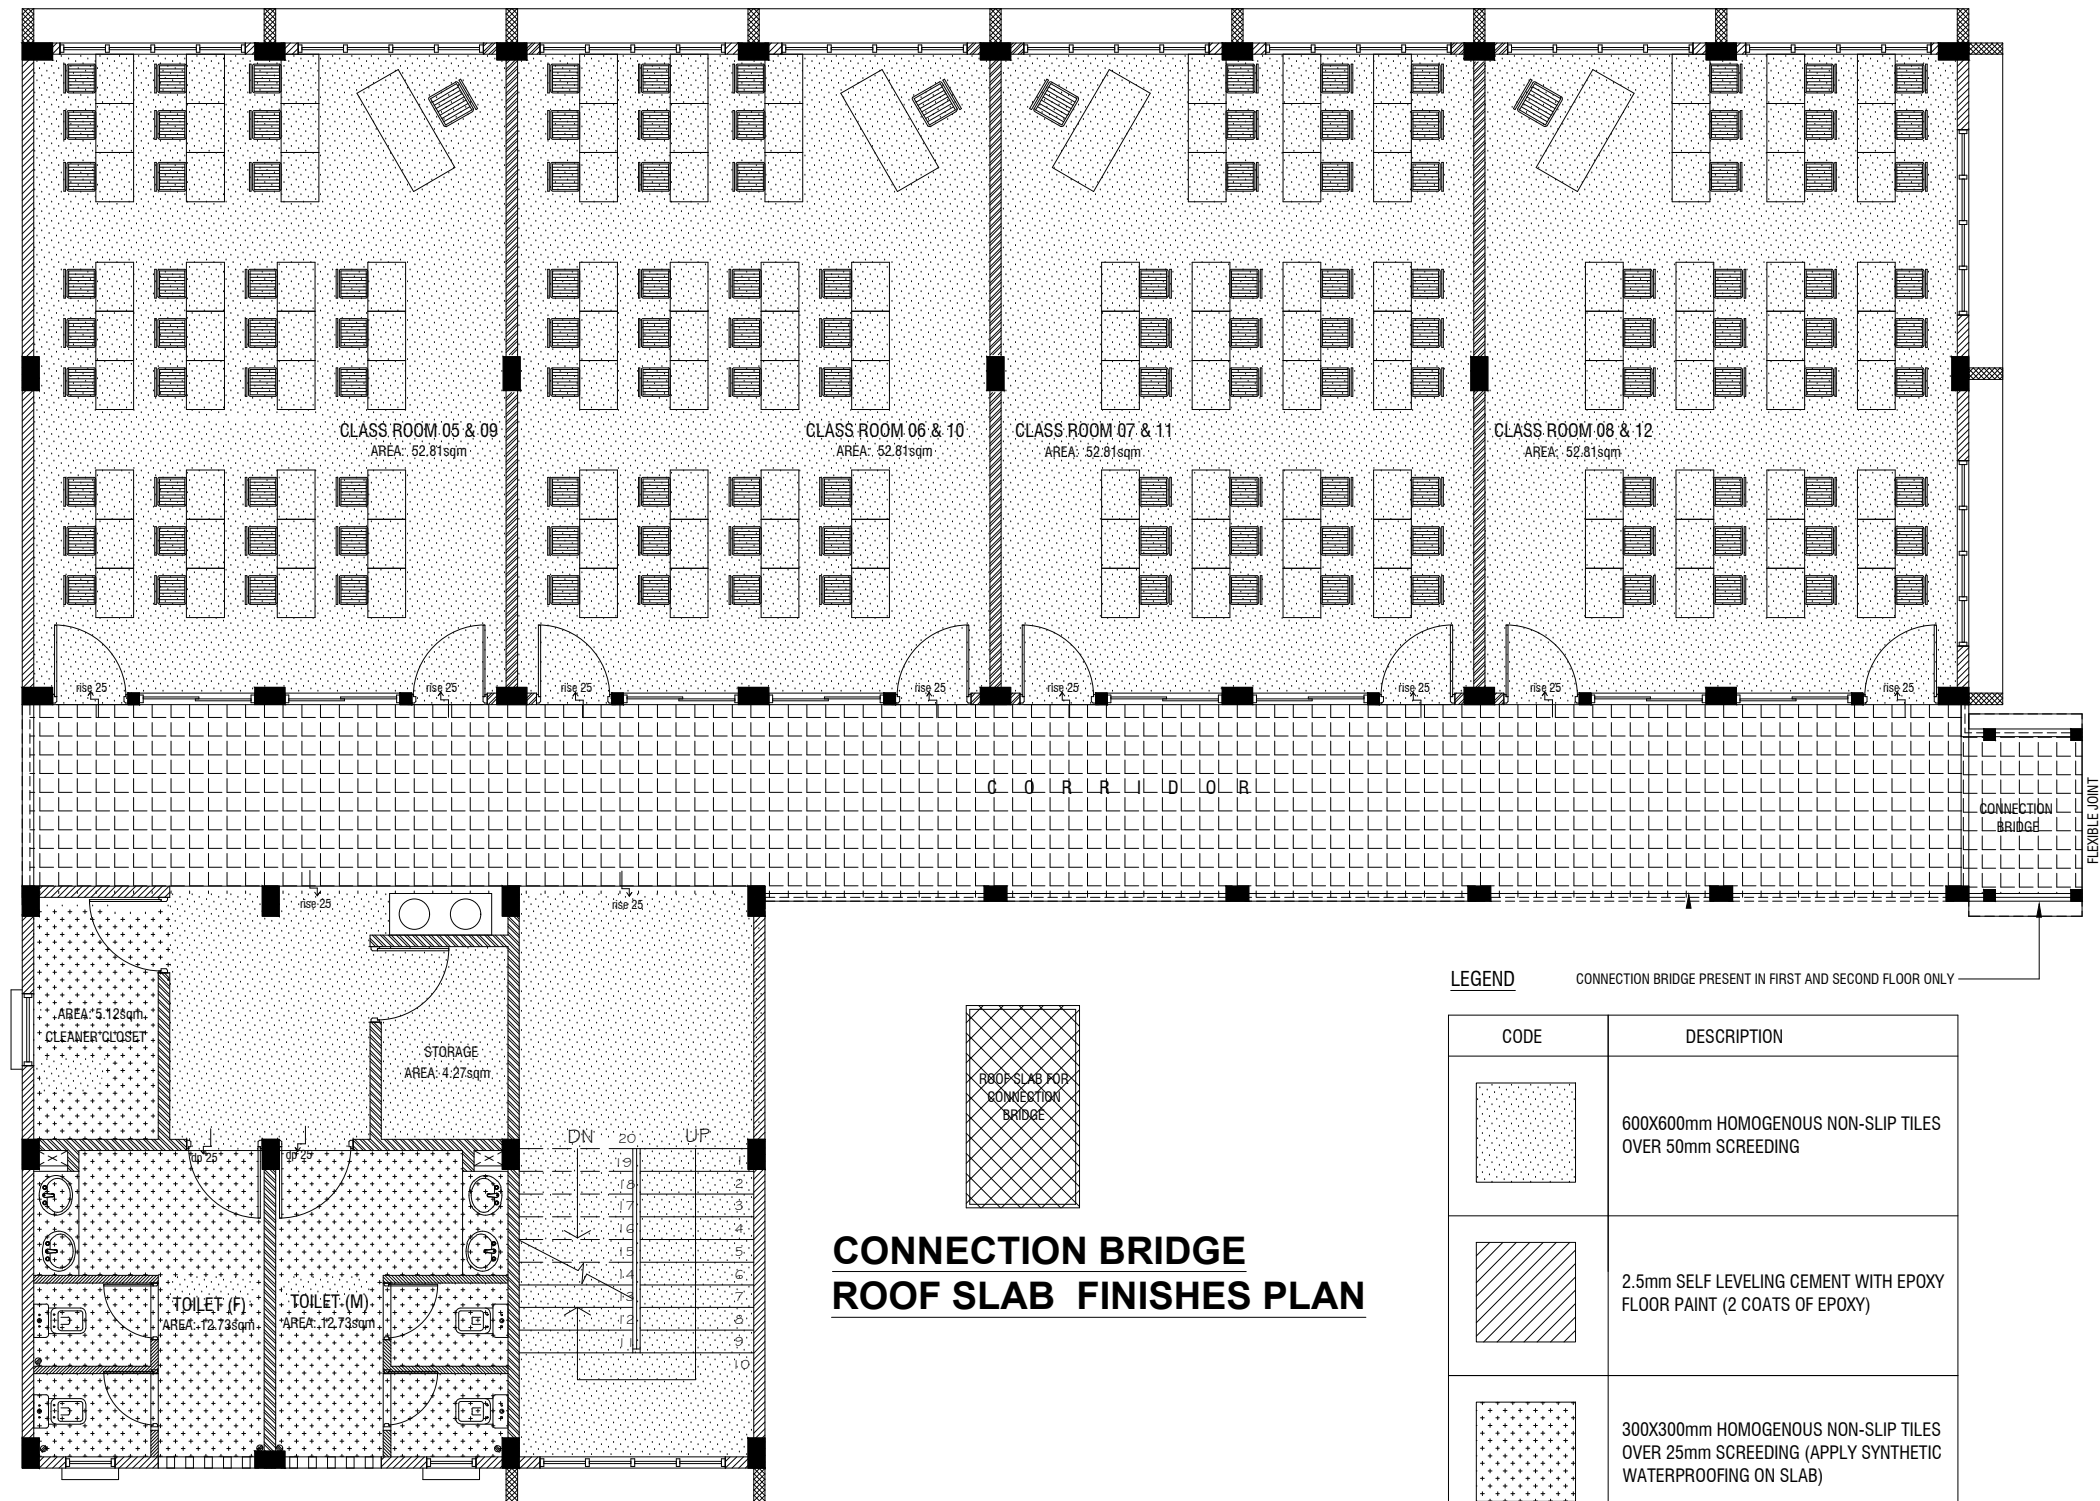 CLASS ROOM 05 & 09
AREA: 52.81sqm
CLASS ROOM 06 & 10
AREA: 52.81sqm
CLASS ROOM 07 & 11
AREA: 52.81sqm
CLASS ROOM 08 & 12
AREA: 52.81sqm
rise 25
rise 25
rise 25
rise 25
rise 25
rise 25
rise 25
rise 25
C O R R I D O R
CONNECTION
BRIDGE
FLEXIBLE JOINT
rise 25
rise 25
AREA: 5.12sqm
CLEANER CLOSET
STORAGE
AREA: 4.27sqm
dp 25
dp 25
X
X
DN
UP
20
19
18
17
16
15
14
13
12
11
1
2
3
4
5
6
7
8
9
10
TOILET (F)
AREA: 12.73sqm
TOILET (M)
AREA: 12.73sqm
ROOF SLAB FOR
CONNECTION
BRIDGE
CONNECTION BRIDGE
ROOF SLAB FINISHES PLAN
LEGEND
CONNECTION BRIDGE PRESENT IN FIRST AND SECOND FLOOR ONLY
CODE
DESCRIPTION
600X600mm HOMOGENOUS NON-SLIP TILES
OVER 50mm SCREEDING
2.5mm SELF LEVELING CEMENT WITH EPOXY
FLOOR PAINT (2 COATS OF EPOXY)
300X300mm HOMOGENOUS NON-SLIP TILES
OVER 25mm SCREEDING (APPLY SYNTHETIC
WATERPROOFING ON SLAB)